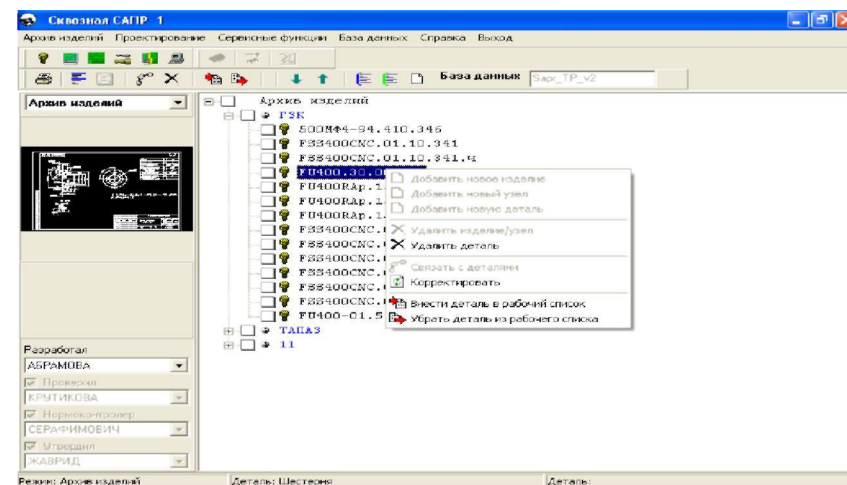 Сквозная САПР 1
Архив изделий Проектирование Сервисные функции База данных Справка Выход
База данных Sapr_TP_v2
Архив изделий
Архив изделий
ГЗК
500МФ4-94.410.346
FSS400CNC.01.10.341
FSS400CNC.01.10.341.ч
FU400.30.0
FU400RAp.1
FU400RAp.1
FU400RAp.1
FSS400CNC.
FSS400CNC.
FSS400CNC.
FSS400CNC.
FSS400CNC.
FSS400CNC.
FU400-01.5
ТАПАЗ
11
Добавить новое изделие
Добавить новый узел
Добавить новую деталь
Удалить изделие/узел
Удалить деталь
Связать с деталями
Корректировать
Внести деталь в рабочий список
Убрать деталь из рабочего списка
Разработал
АБРАМОВА
Проверил
КРУТИКОВА
Нормоконтролер
СЕРАФИМОВИЧ
Утвердил
ЖАВРИД
Режим: Архив изделий Деталь: Шестерня Деталь: